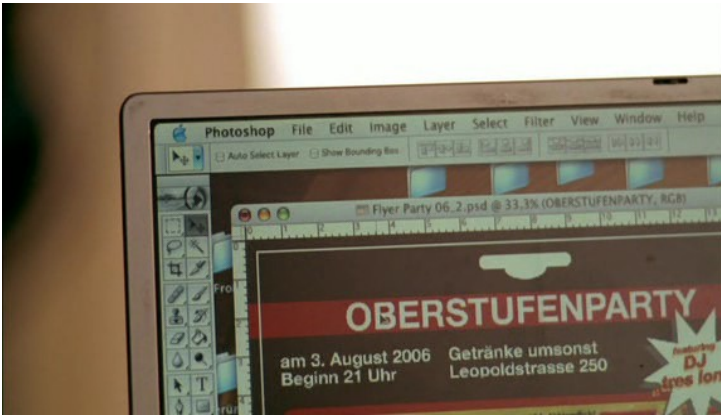 Photoshop File Edit Image Layer Select Filter View Window Help
Auto Select Layer Show Bounding Box
Flyer Party 06_2.psd @ 33,3% (OBERSTUFENPARTY, RGB)
OBERSTUFENPARTY
am 3. August 2006 Getränke umsonst
Beginn 21 Uhr Leopoldstrasse 250
featuring
DJ